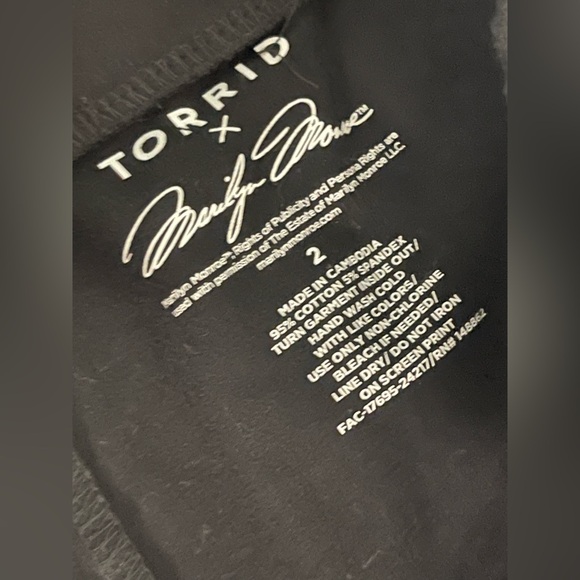 TORRID
X
Marilyn Monroe™
arilyn Monroe™, Rights of Publicity and Persona Rights are
sed with permission of The Estate of Marilyn Monroe LLC.
marilynmonroe.com
2
MADE IN CAMBODIA
95% COTTON 5% SPANDEX
TURN GARMENT INSIDE OUT/
HAND WASH COLD
WITH LIKE COLORS/
USE ONLY NON-CHLORINE
BLEACH IF NEEDED/
LINE DRY/ DO NOT IRON
ON SCREEN PRINT
FAC-17695-24217/RN# 148862